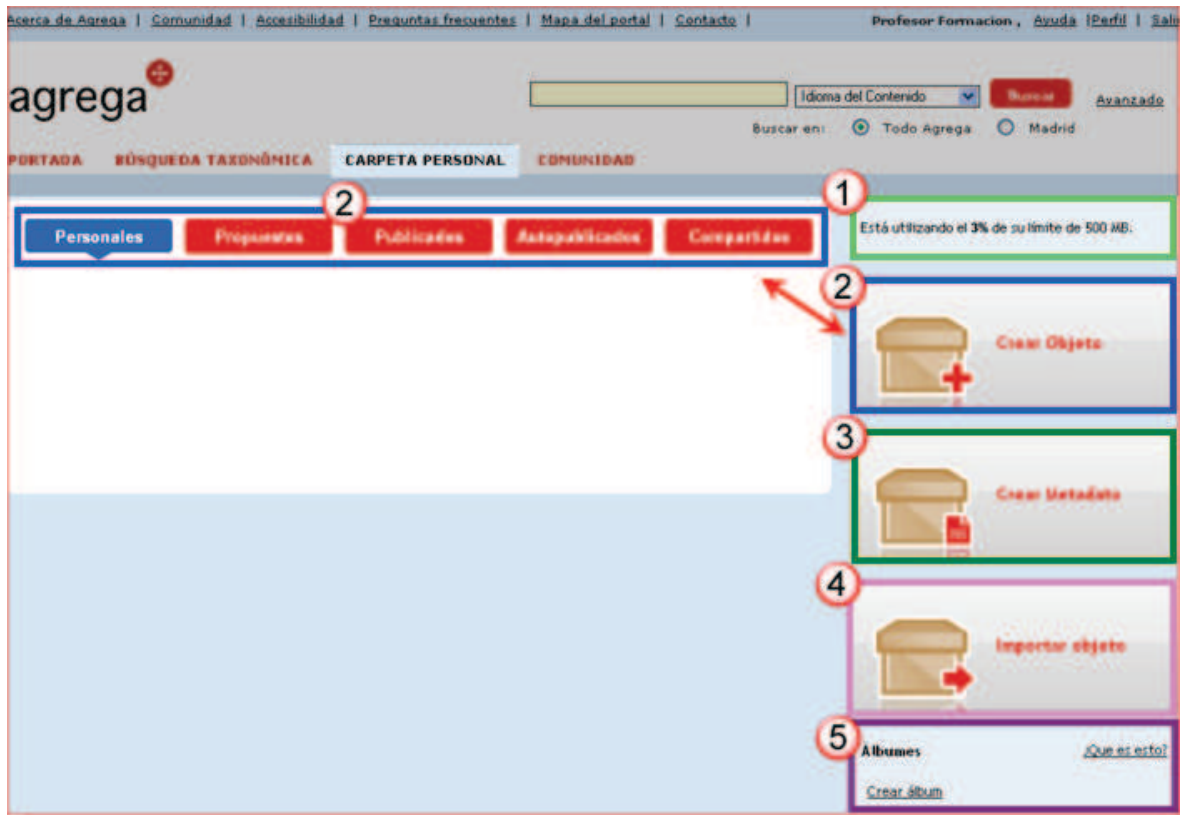 Acerca de Agrega | Comunidad | Accesibilidad | Preguntas frecuentes | Mapa del portal | Contacto |
Profesor Formacion , Ayuda |Perfil | Sali
agrega
Idioma del Contenido
Buscar
Avanzado
Buscar en: Todo Agrega Madrid
PORTADA BÚSQUEDA TAXONÓMICA CARPETA PERSONAL COMUNIDAD
2
Personales Propuestos Publicados Autopublicados Compartidos
1
Está utilizando el 3% de su límite de 500 MB.
2
Crear Objeto
3
Crear Metadato
4
Importar objeto
5
Albumes
¿Que es esto?
Crear álbum